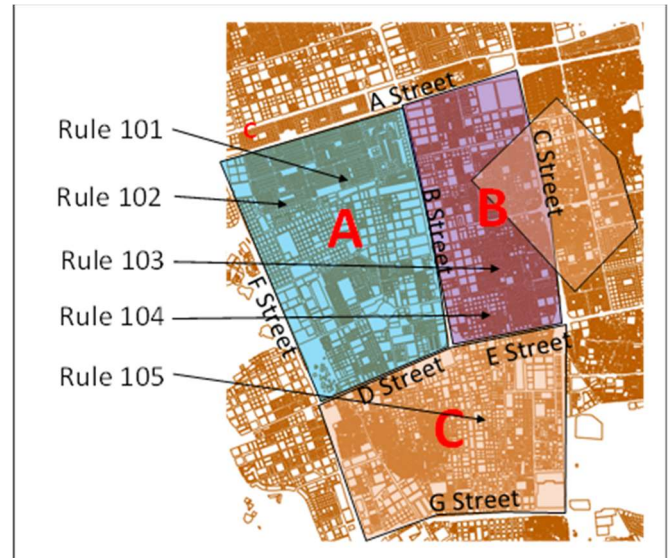 A Street
C
Rule 101
Rule 102
A
B Street
B
C Street
Rule 103
Rule 104
F Street
Rule 105
D Street
E Street
C
G Street